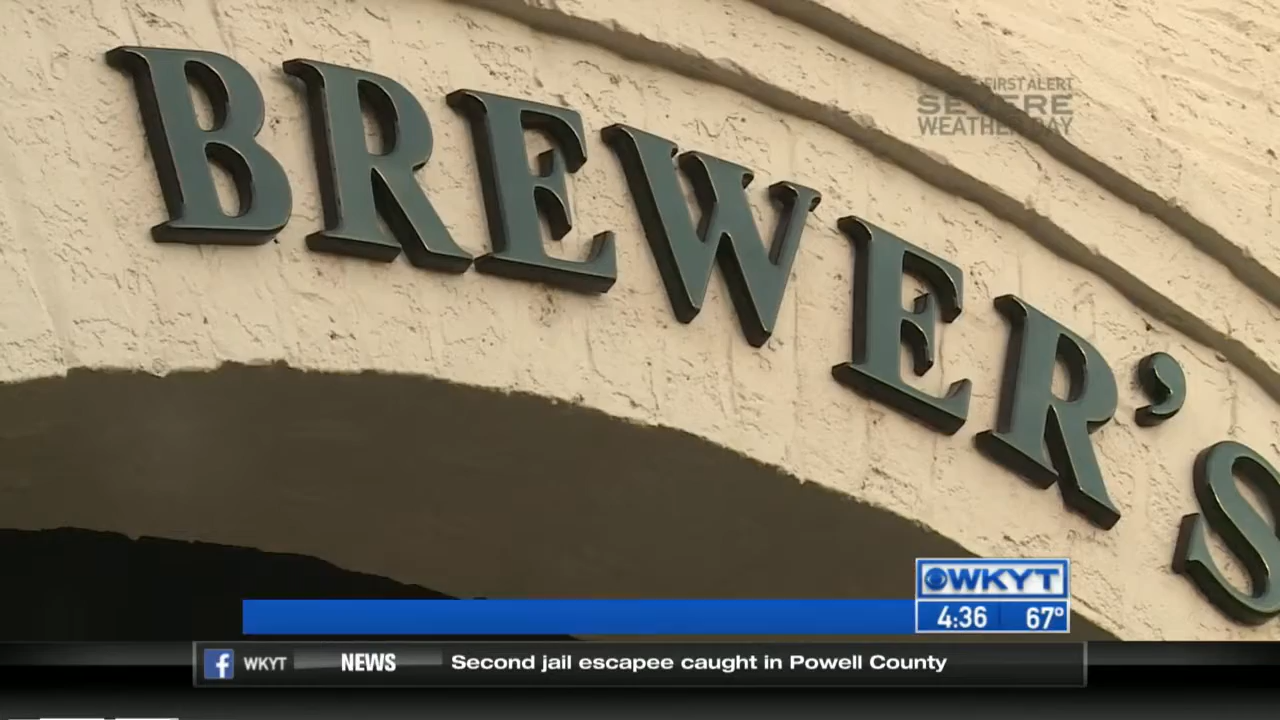 BREWER'S
FIRST ALERT
SEVERE
WEATHER DAY
WKYT
4:36 67°
f WKYT NEWS Second jail escapee caught in Powell County